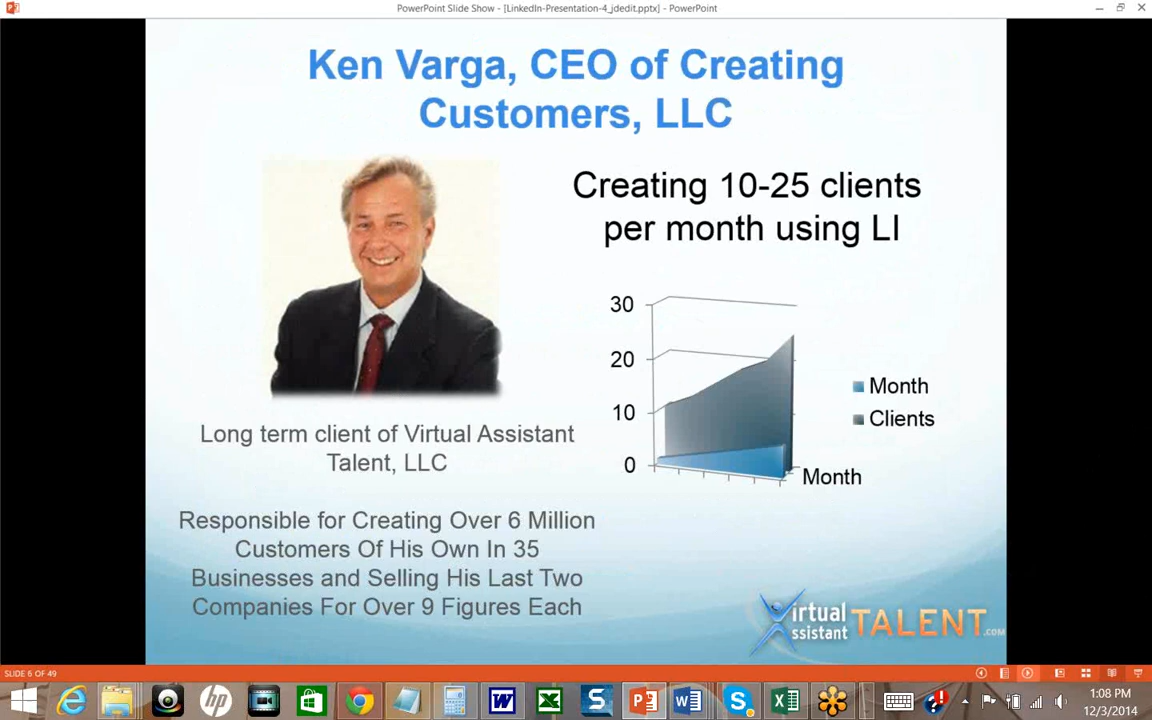 PowerPoint Slide Show - [LinkedIn-Presentation-4_jdedit.pptx] - PowerPoint
Ken Varga, CEO of Creating
Customers, LLC
Creating 10-25 clients
per month using LI
30
20
10
0
Month
Clients
Month
Long term client of Virtual Assistant
Talent, LLC
Responsible for Creating Over 6 Million
Customers Of His Own In 35
Businesses and Selling His Last Two
Companies For Over 9 Figures Each
Virtual
Assistant TALENT.com
SLIDE 6 OF 49
hp
1:08 PM
12/3/2014